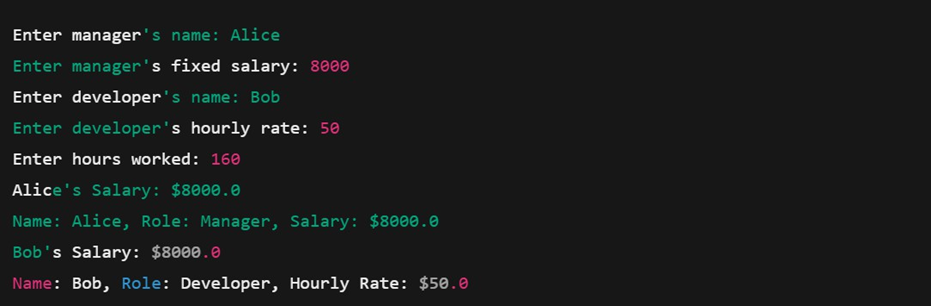 Enter manager's name: Alice
Enter manager's fixed salary: 8000
Enter developer's name: Bob
Enter developer's hourly rate: 50
Enter hours worked: 160
Alice's Salary: $8000.0
Name: Alice, Role: Manager, Salary: $8000.0
Bob's Salary: $8000.0
Name: Bob, Role: Developer, Hourly Rate: $50.0